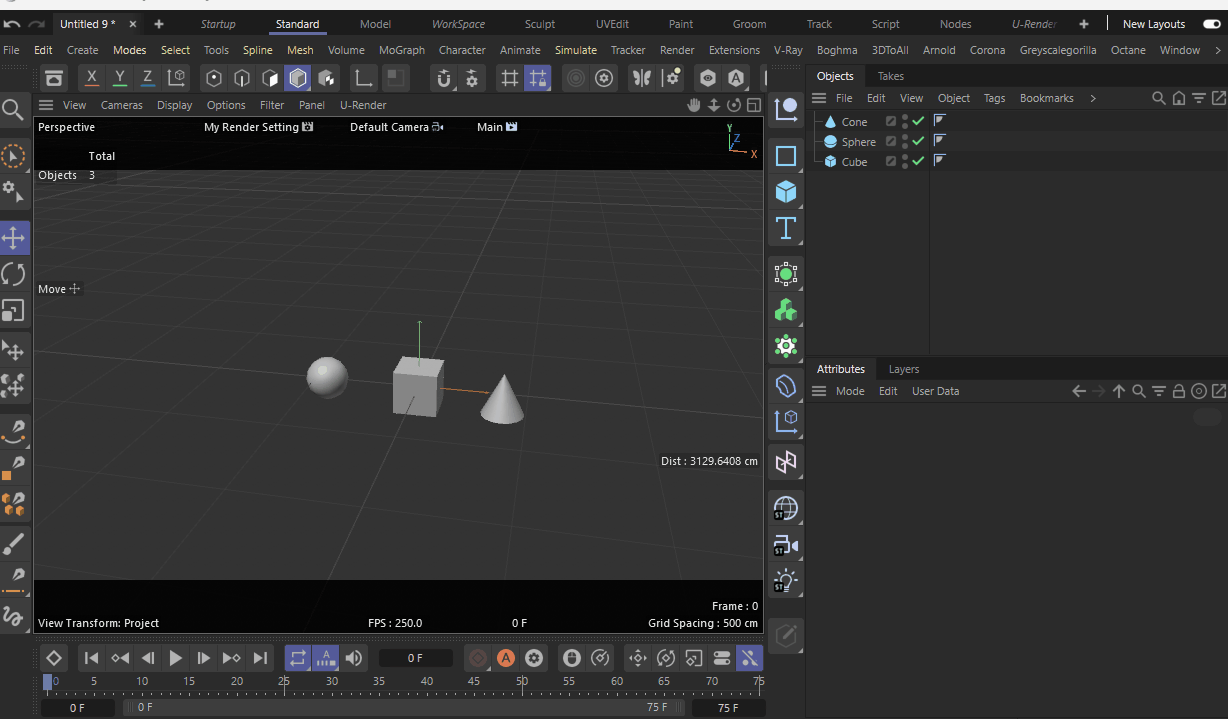 Untitled 9 * × + Startup Standard Model WorkSpace Sculpt UVEdit Paint Groom Track Script Nodes U-Render + New Layouts
File Edit Create Modes Select Tools Spline Mesh Volume MoGraph Character Animate Simulate Tracker Render Extensions V-Ray Boghma 3DToAll Arnold Corona Greyscalegorilla Octane Window >
X Y Z A
Objects Takes
View Cameras Display Options Filter Panel U-Render
File Edit View Object Tags Bookmarks >
Perspective My Render Setting Default Camera Main
Y
Z
X
Cone
Sphere
Cube
Total
Objects 3
Move
T
ST
ST
ST
Attributes Layers
Mode Edit User Data
Dist : 3129.6408 cm
Frame : 0
View Transform: Project FPS : 250.0 0 F Grid Spacing : 500 cm
A 0 F A
0 5 10 15 20 25 30 35 40 45 50 55 60 65 70 75
0 F 0 F 75 F 75 F